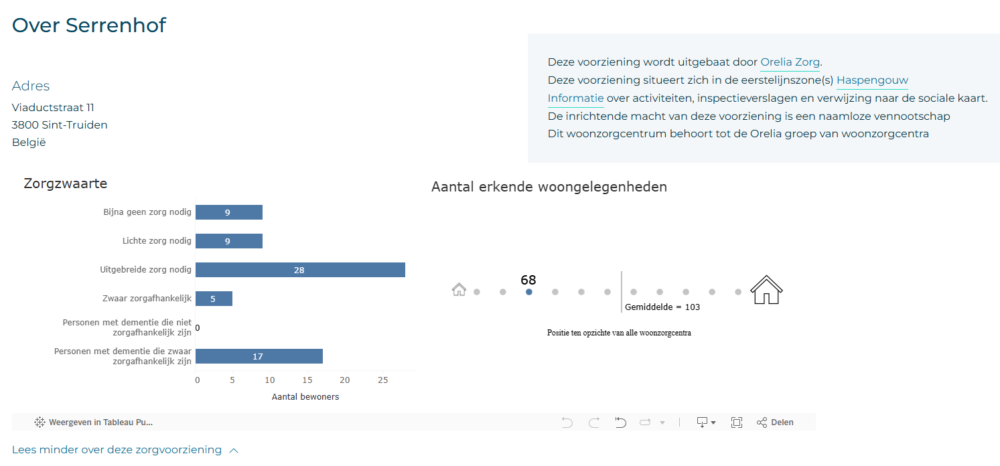 Over Serrenhof
Adres
Viaductstraat 11
3800 Sint-Truiden
België
Deze voorziening wordt uitgebaat door Orelia Zorg.
Deze voorziening situeert zich in de eerstelijnszone(s) Haspengouw
Informatie over activiteiten, inspectieverslagen en verwijzing naar de sociale kaart.
De inrichtende macht van deze voorziening is een naamloze vennootschap
Dit woonzorgcentrum behoort tot de Orelia groep van woonzorgcentra
Zorgzwaarte
Bijna geen zorg nodig 9
Lichte zorg nodig 9
Uitgebreide zorg nodig 28
Zwaar zorgafhankelijk 5
Personen met dementie die niet
zorgafhankelijk zijn 0
Personen met dementie die zwaar
zorgafhankelijk zijn 17
0 5 10 15 20 25
Aantal bewoners
Aantal erkende woongelegenheden
68
Gemiddelde = 103
Positie ten opzichte van alle woonzorgcentra
Weergeven in Tableau Pu...
Delen
Lees minder over deze zorgvoorziening